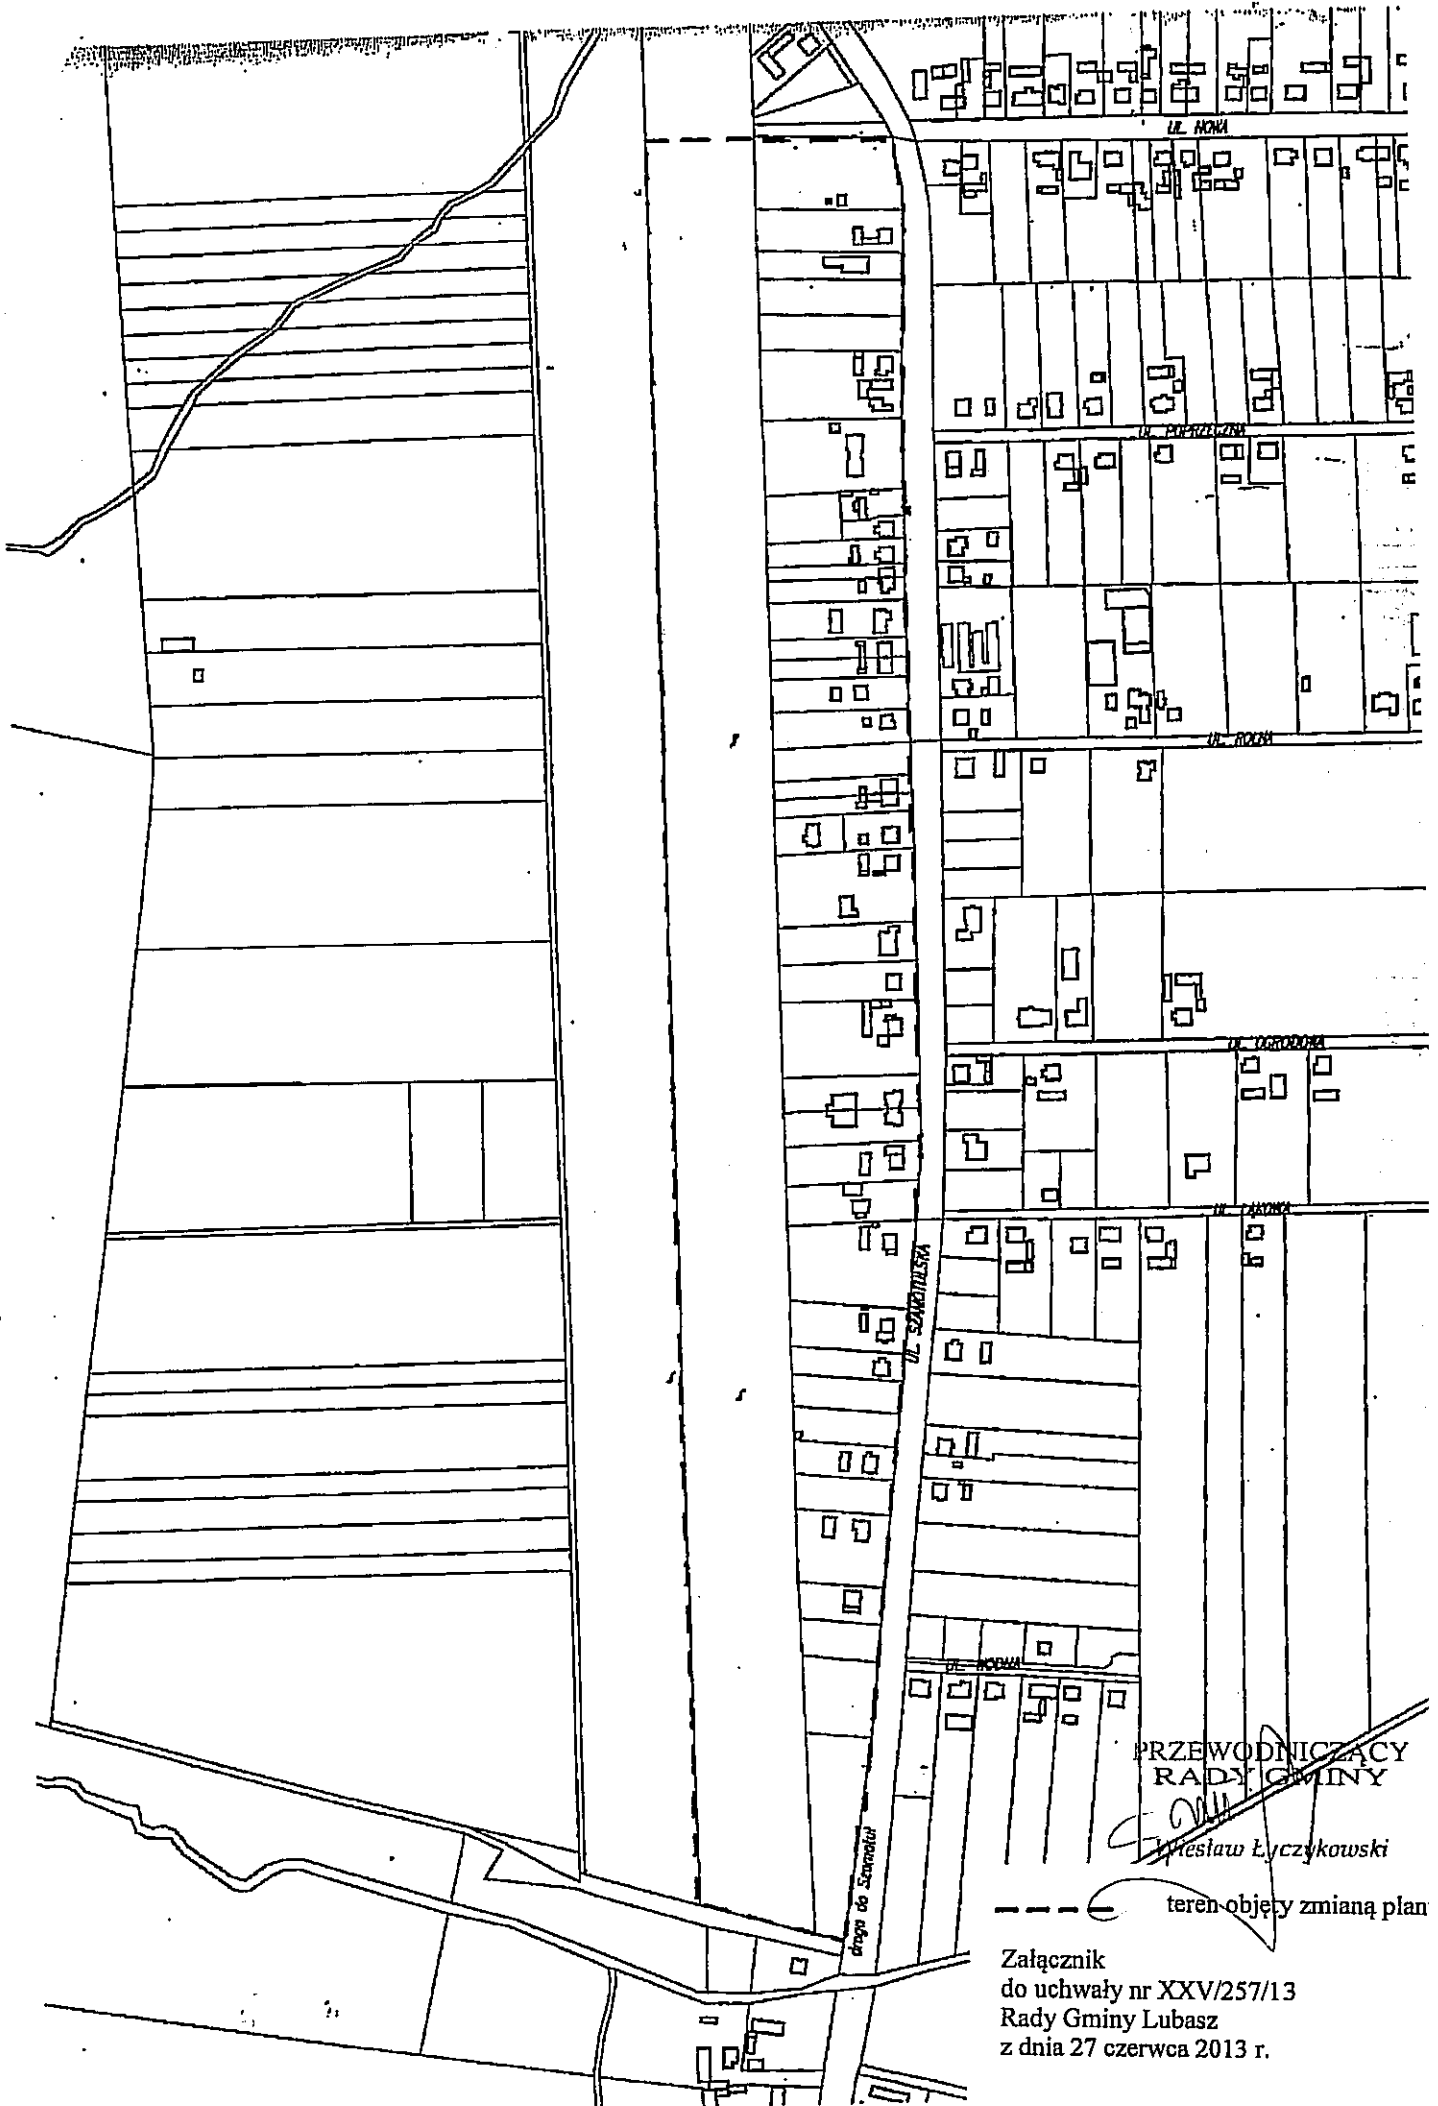 UL. NOWA
UL. POPRZECZNA
UL. ROLNA
UL. OGRODOWA
UL. ŁĄKOWA
UL. SZAMOTULSKA
UL. WODNA
droga do Szamotuł
PRZEWODNICZĄCY
RADY GMINY
Wiesław Łyczykowski
teren objęty zmianą plan
Załącznik
do uchwały nr XXV/257/13
Rady Gminy Lubasz
z dnia 27 czerwca 2013 r.